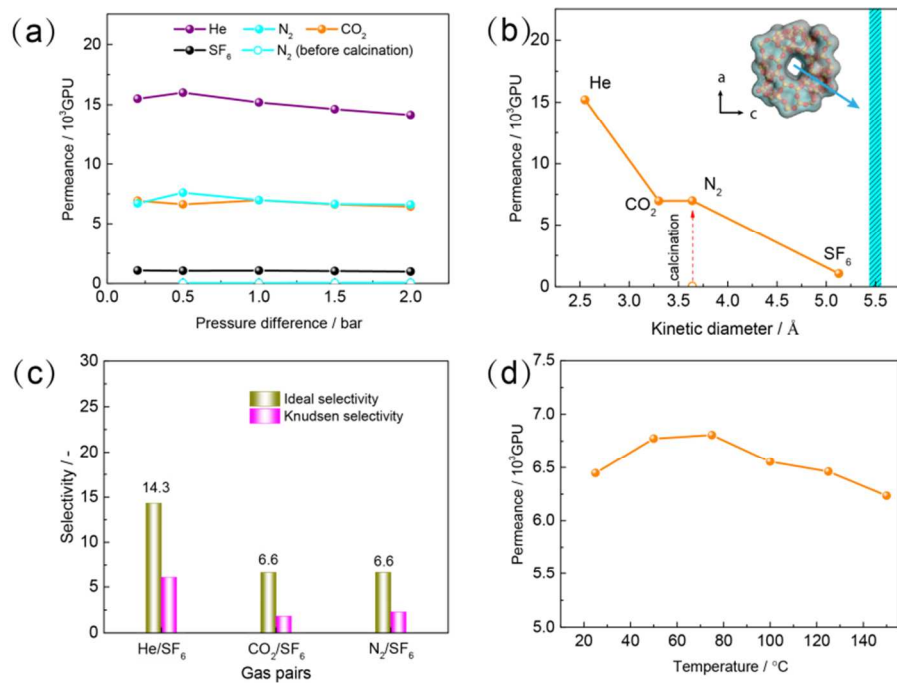 (a)
He
N₂
CO₂
SF₆
N₂ (before calcination)
20
15
10
5
0
Permeance / 10³GPU
0.0
0.5
1.0
1.5
2.0
Pressure difference / bar
(b)
20
15
10
5
0
Permeance / 10³GPU
He
CO₂
N₂
SF₆
calcination
a
c
2.5
3.0
3.5
4.0
4.5
5.0
5.5
Kinetic diameter / Å
(c)
30
25
20
15
10
5
0
Selectivity / -
Ideal selectivity
Knudsen selectivity
14.3
6.6
6.6
He/SF₆
CO₂/SF₆
N₂/SF₆
Gas pairs
(d)
7.5
7.0
6.5
6.0
5.5
5.0
Permeance / 10³GPU
20
40
60
80
100
120
140
Temperature / °C